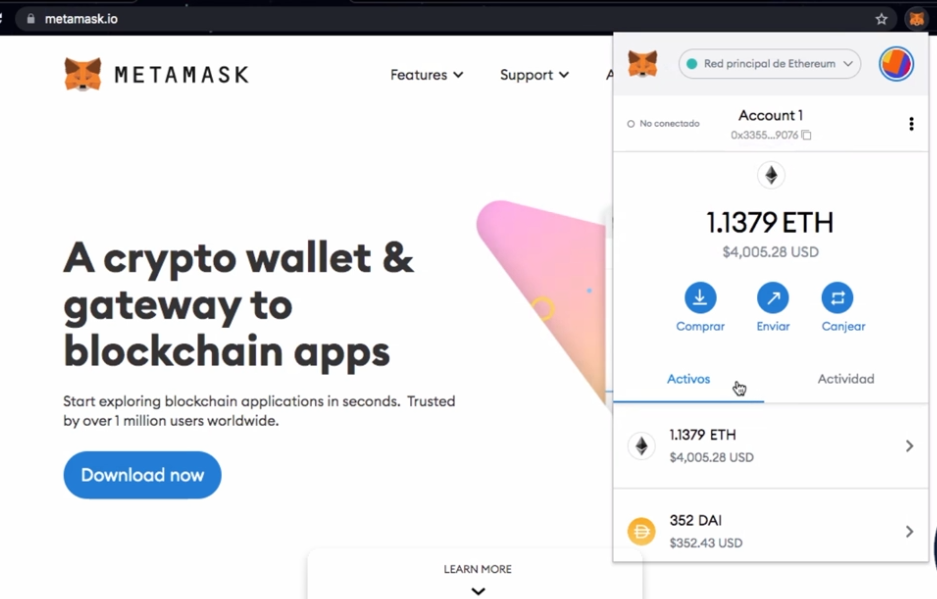 metamask.io
METAMASK
Features
Support
A crypto wallet &
gateway to
blockchain apps
Start exploring blockchain applications in seconds. Trusted
by over 1 million users worldwide.
Download now
LEARN MORE
Red principal de Ethereum
No conectado
Account 1
0x3355...9076
1.1379 ETH
$4,005.28 USD
Comprar
Enviar
Canjear
Activos
Actividad
1.1379 ETH
$4,005.28 USD
352 DAI
$352.43 USD